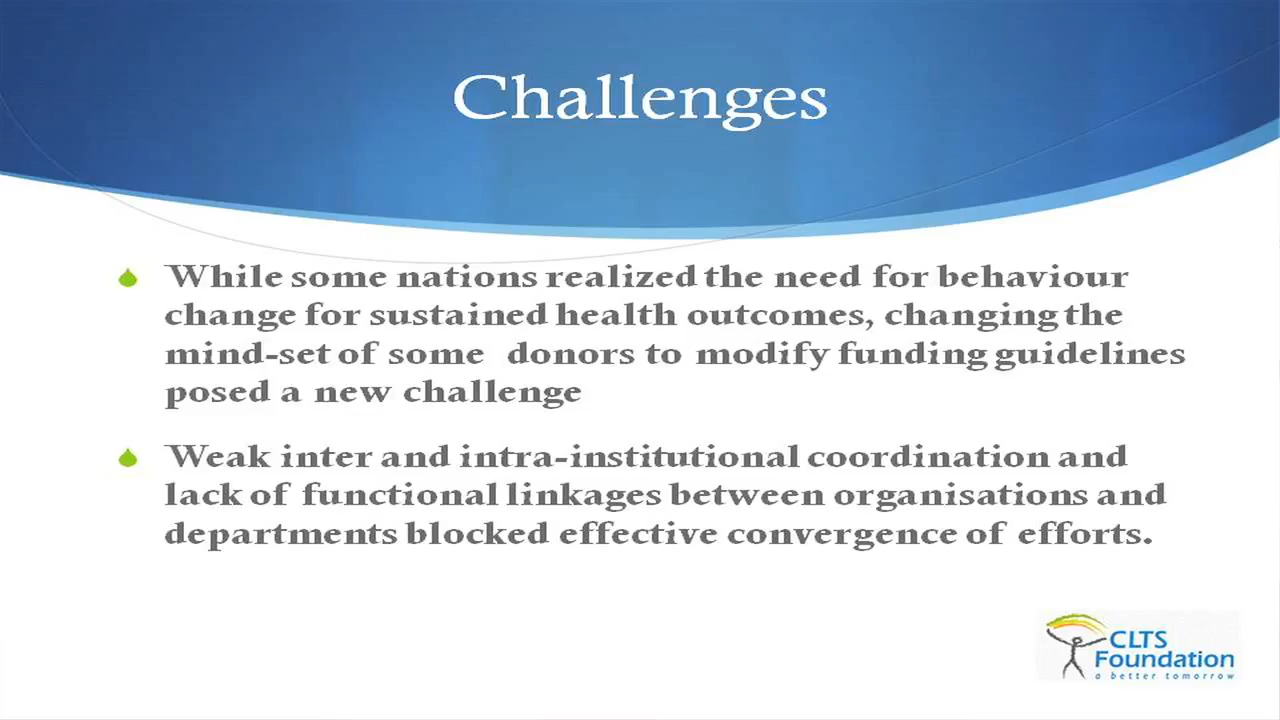 Challenges
While some nations realized the need for behaviour
change for sustained health outcomes, changing the
mind-set of some donors to modify funding guidelines
posed a new challenge
Weak inter and intra-institutional coordination and
lack of functional linkages between organisations and
departments blocked effective convergence of efforts.
CLTS
Foundation
a better tomorrow